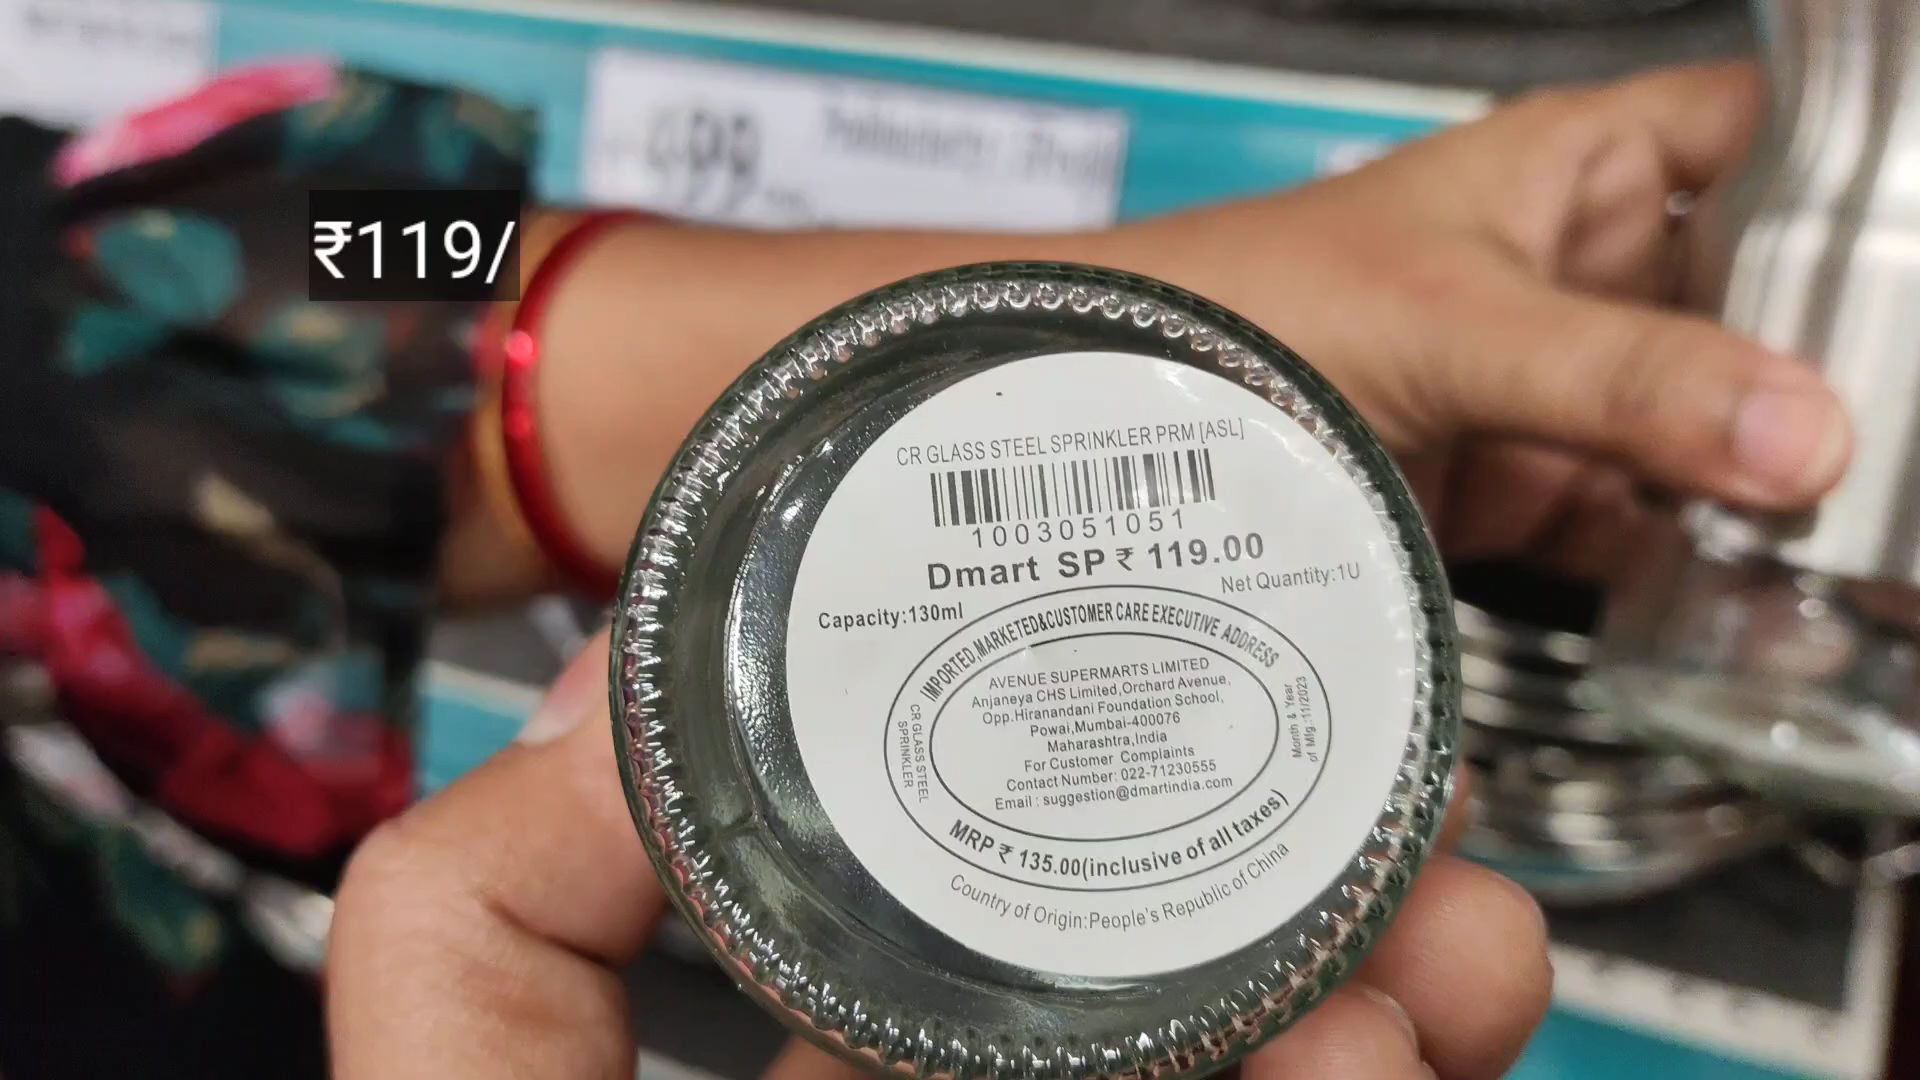 ₹119/
CR GLASS STEEL SPRINKLER PRM [ASL]
1003051051
Dmart SP ₹ 119.00
Net Quantity:1U
Capacity:130ml
IMPORTED,MARKETED&CUSTOMER CARE EXECUTIVE ADDRESS
AVENUE SUPERMARTS LIMITED
Anjaneya CHS Limited,Orchard Avenue,
Opp.Hiranandani Foundation School,
Powai,Mumbai-400076
Maharashtra,India
For Customer Complaints
Contact Number: 022-71230555
Email : suggestion@dmartindia.com
CR GLASS STEEL
SPRINKLER
Month & Year
of Mfg.:11/2023
MRP ₹ 135.00(inclusive of all taxes)
Country of Origin:People's Republic of China